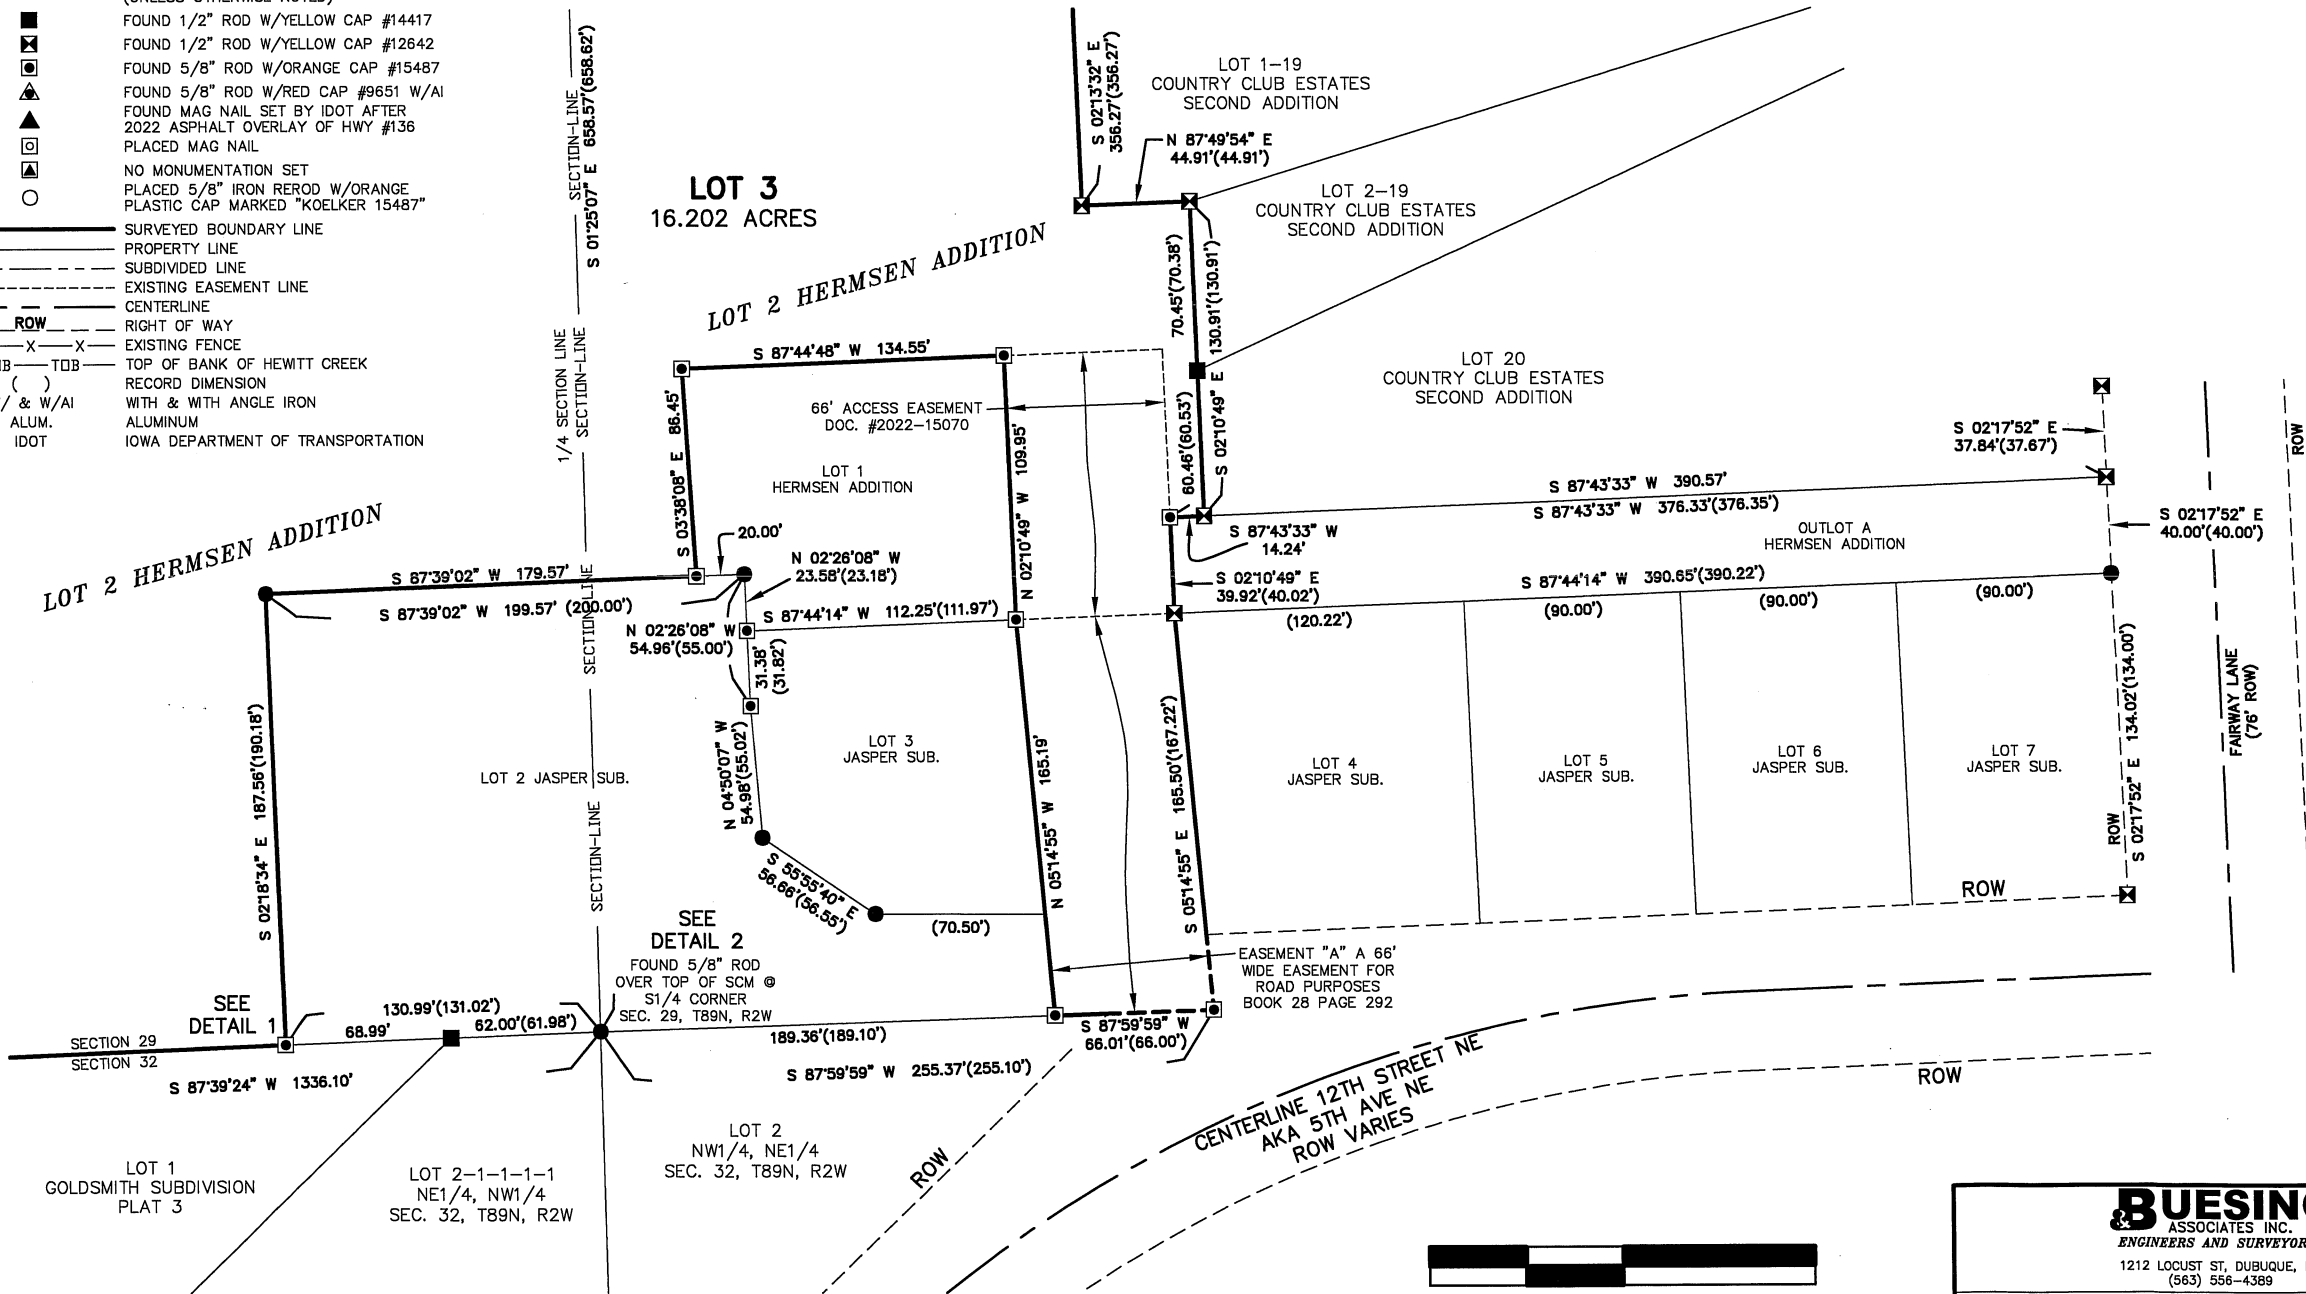 (UNLESS OTHERWISE NOTED)
FOUND 1/2" ROD W/YELLOW CAP #14417
FOUND 1/2" ROD W/YELLOW CAP #12642
FOUND 5/8" ROD W/ORANGE CAP #15487
FOUND 5/8" ROD W/RED CAP #9651 W/AI
FOUND MAG NAIL SET BY IDOT AFTER
2022 ASPHALT OVERLAY OF HWY #136
PLACED MAG NAIL
NO MONUMENTATION SET
PLACED 5/8" IRON REROD W/ORANGE
PLASTIC CAP MARKED "KOELKER 15487"
SURVEYED BOUNDARY LINE
PROPERTY LINE
SUBDIVIDED LINE
EXISTING EASEMENT LINE
CENTERLINE
ROW RIGHT OF WAY
X X EXISTING FENCE
TOB TOP OF BANK OF HEWITT CREEK
( ) RECORD DIMENSION
/ & W/AI WITH & WITH ANGLE IRON
ALUM. ALUMINUM
IDOT IOWA DEPARTMENT OF TRANSPORTATION
SECTION-LINE
S 01°25'07" E 658.57'(658.62')
1/4 SECTION LINE
SECTION-LINE
SECTION-LINE
SECTION-LINE
LOT 3
16.202 ACRES
LOT 2 HERMSEN ADDITION
S 02°13'32" E
356.27'(356.27')
LOT 1-19
COUNTRY CLUB ESTATES
SECOND ADDITION
N 87°49'54" E
44.91'(44.91')
LOT 2-19
COUNTRY CLUB ESTATES
SECOND ADDITION
70.45'(70.38')
S 02°10'49" E 130.91'(130.91')
60.46'(60.53')
LOT 20
COUNTRY CLUB ESTATES
SECOND ADDITION
S 87°44'48" W 134.55'
66' ACCESS EASEMENT
DOC. #2022-15070
S 03°38'08" E 86.45'
LOT 1
HERMSEN ADDITION
N 02°10'49" W 109.95'
S 02°17'52" E
37.84'(37.67')
ROW
S 87°43'33" W 390.57'
S 87°43'33" W 376.33'(376.35')
OUTLOT A
HERMSEN ADDITION
S 02°17'52" E
40.00'(40.00')
S 87°43'33" W
14.24'
S 02°10'49" E
39.92'(40.02')
S 87°44'14" W 390.65'(390.22')
(120.22')
(90.00')
(90.00')
(90.00')
LOT 2 HERMSEN ADDITION
20.00'
N 02°26'08" W
23.58'(23.18')
S 87°39'02" W 179.57'
S 87°39'02" W 199.57' (200.00')
N 02°26'08" W
54.96'(55.00')
S 87°44'14" W 112.25'(111.97')
31.38'
(31.82')
S 02°18'34" E 187.56'(190.18')
LOT 2 JASPER SUB.
N 04°50'07" W
54.98'(55.02')
LOT 3
JASPER SUB.
N 05°14'55" W 165.19'
S 05°14'55" E 165.50'(167.22')
LOT 4
JASPER SUB.
LOT 5
JASPER SUB.
LOT 6
JASPER SUB.
LOT 7
JASPER SUB.
ROW
S 02°17'52" E 134.02'(134.00')
FAIRWAY LANE
(76' ROW)
S 55°55'40" E
56.66'(56.55')
(70.50')
ROW
SEE
DETAIL 2
FOUND 5/8" ROD
OVER TOP OF SCM @
S1/4 CORNER
SEC. 29, T89N, R2W
EASEMENT "A" A 66'
WIDE EASEMENT FOR
ROAD PURPOSES
BOOK 28 PAGE 292
SEE
DETAIL 1
130.99'(131.02')
68.99'
62.00'(61.98')
189.36'(189.10')
S 87°59'59" W
66.01'(66.00')
SECTION 29
SECTION 32
S 87°39'24" W 1336.10'
S 87°59'59" W 255.37'(255.10')
CENTERLINE 12TH STREET NE
AKA 5TH AVE NE
ROW VARIES
ROW
ROW
LOT 1
GOLDSMITH SUBDIVISION
PLAT 3
LOT 2-1-1-1-1
NE1/4, NW1/4
SEC. 32, T89N, R2W
LOT 2
NW1/4, NE1/4
SEC. 32, T89N, R2W
BUESING
& ASSOCIATES INC.
ENGINEERS AND SURVEYOR
1212 LOCUST ST, DUBUQUE,
(563) 556-4389